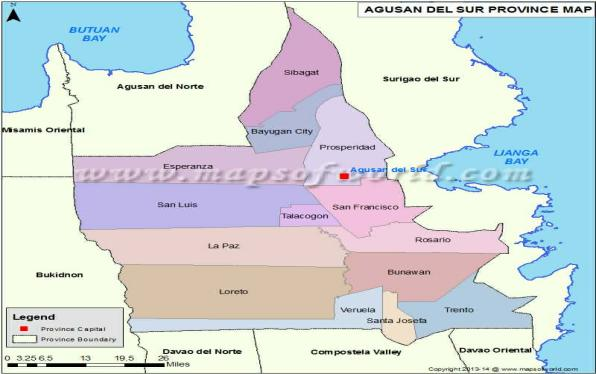 AGUSAN DEL SUR PROVINCE MAP
BUTUAN
BAY
Sibagat
Agusan del Norte
Surigao del Sur
Misamis Oriental
Bayugan City
Prosperidad
LIANGA
BAY
Esperanza
Agusan del Sur
www.mapsofworld.com
San Luis
San Francisco
Talacogon
Rosario
La Paz
Bukidnon
Bunawan
Loreto
Veruela
Trento
Santa Josefa
Legend
Province Capital
Province Boundary
0 3.25 6.5 13 19.5 26
Miles
Davao del Norte
Compostela Valley
Davao Oriental
Copyright © 2013-14 @ www.mapsofworld.com